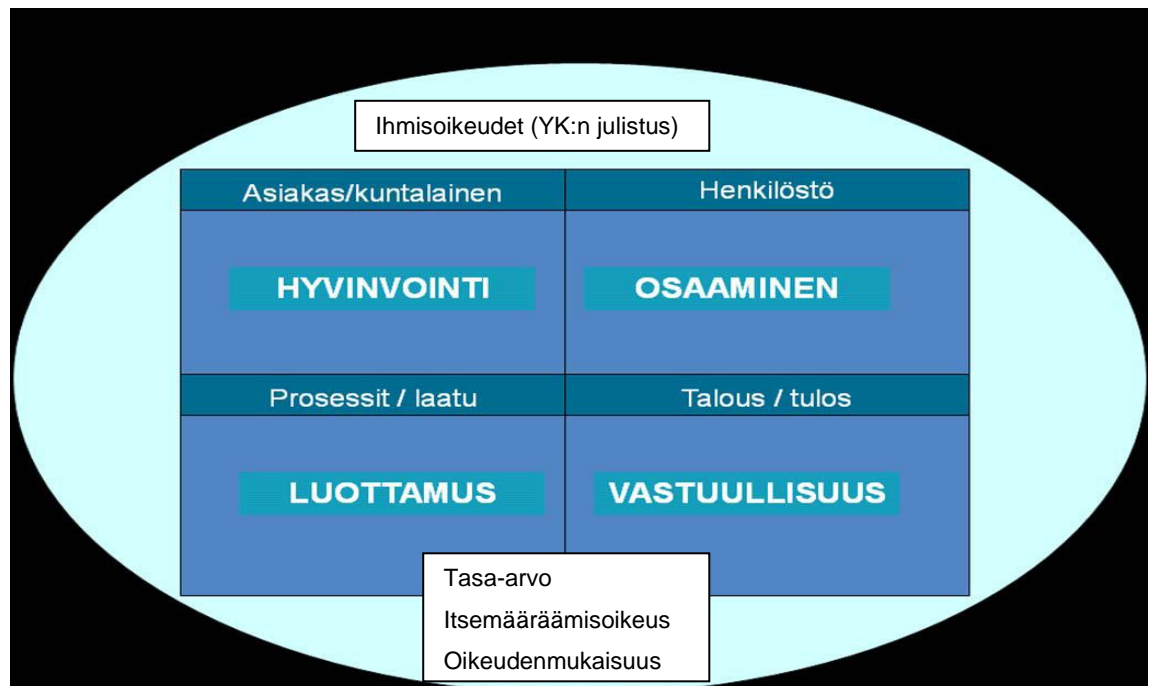 Ihmisoikeudet (YK:n julistus)
Asiakas/kuntalainen
Henkilöstö
HYVINVOINTI
OSAAMINEN
Prosessit / laatu
Talous / tulos
LUOTTAMUS
VASTUULLISUUS
Tasa-arvo
Itsemääräämisoikeus
Oikeudenmukaisuus